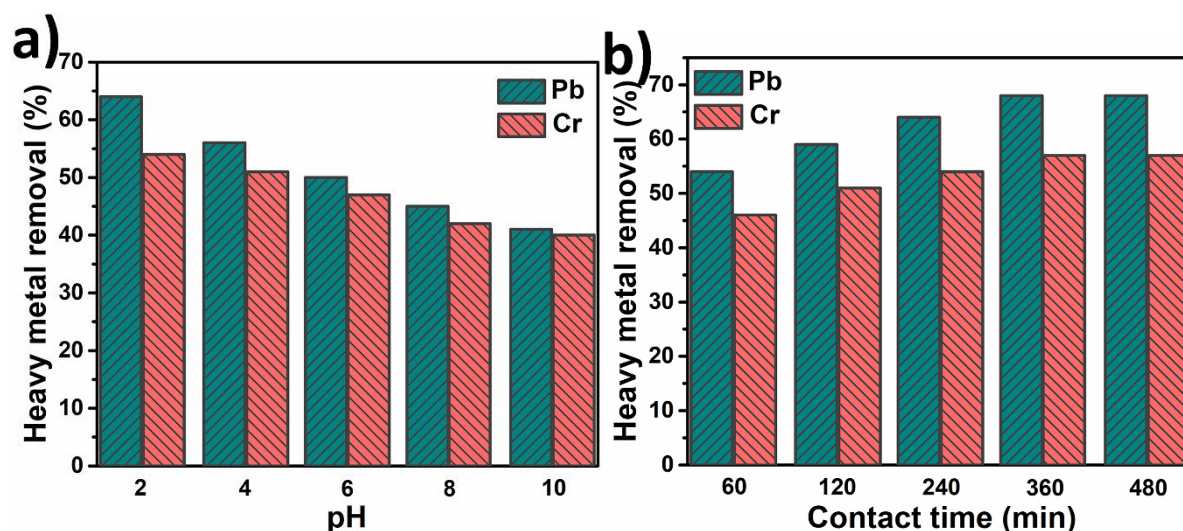 a)
Heavy metal removal (%)
70
60
50
40
30
20
10
0
Pb
Cr
2 4 6 8 10
pH
b)
Heavy metal removal (%)
70
60
50
40
30
20
10
0
Pb
Cr
60 120 240 360 480
Contact time (min)